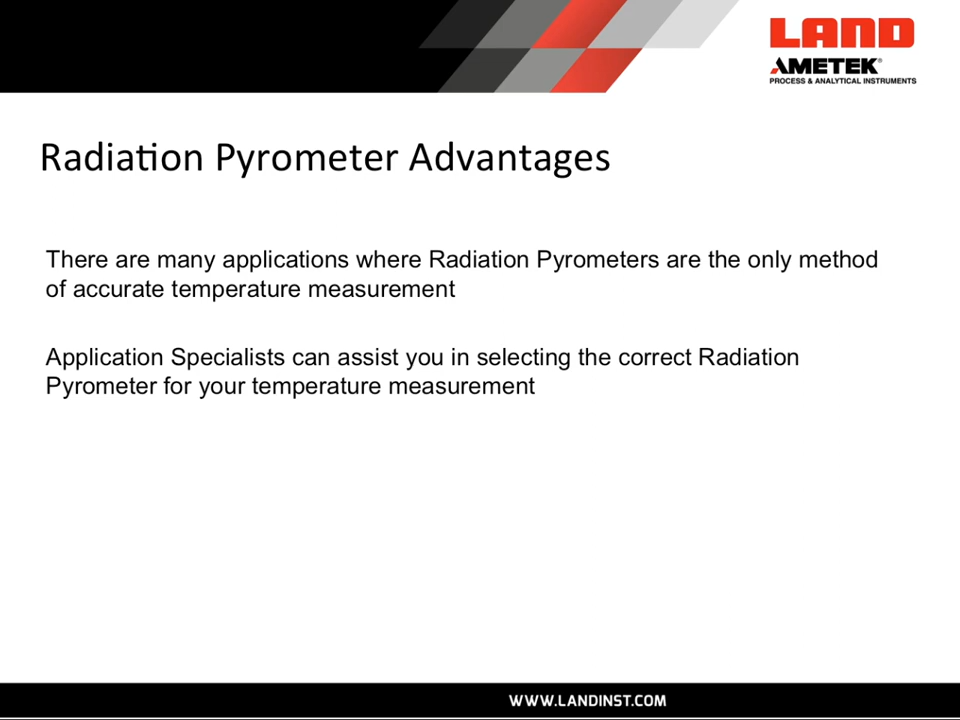 LAND
AMETEK®
PROCESS & ANALYTICAL INSTRUMENTS
Radiation Pyrometer Advantages
There are many applications where Radiation Pyrometers are the only method
of accurate temperature measurement
Application Specialists can assist you in selecting the correct Radiation
Pyrometer for your temperature measurement
WWW.LANDINST.COM